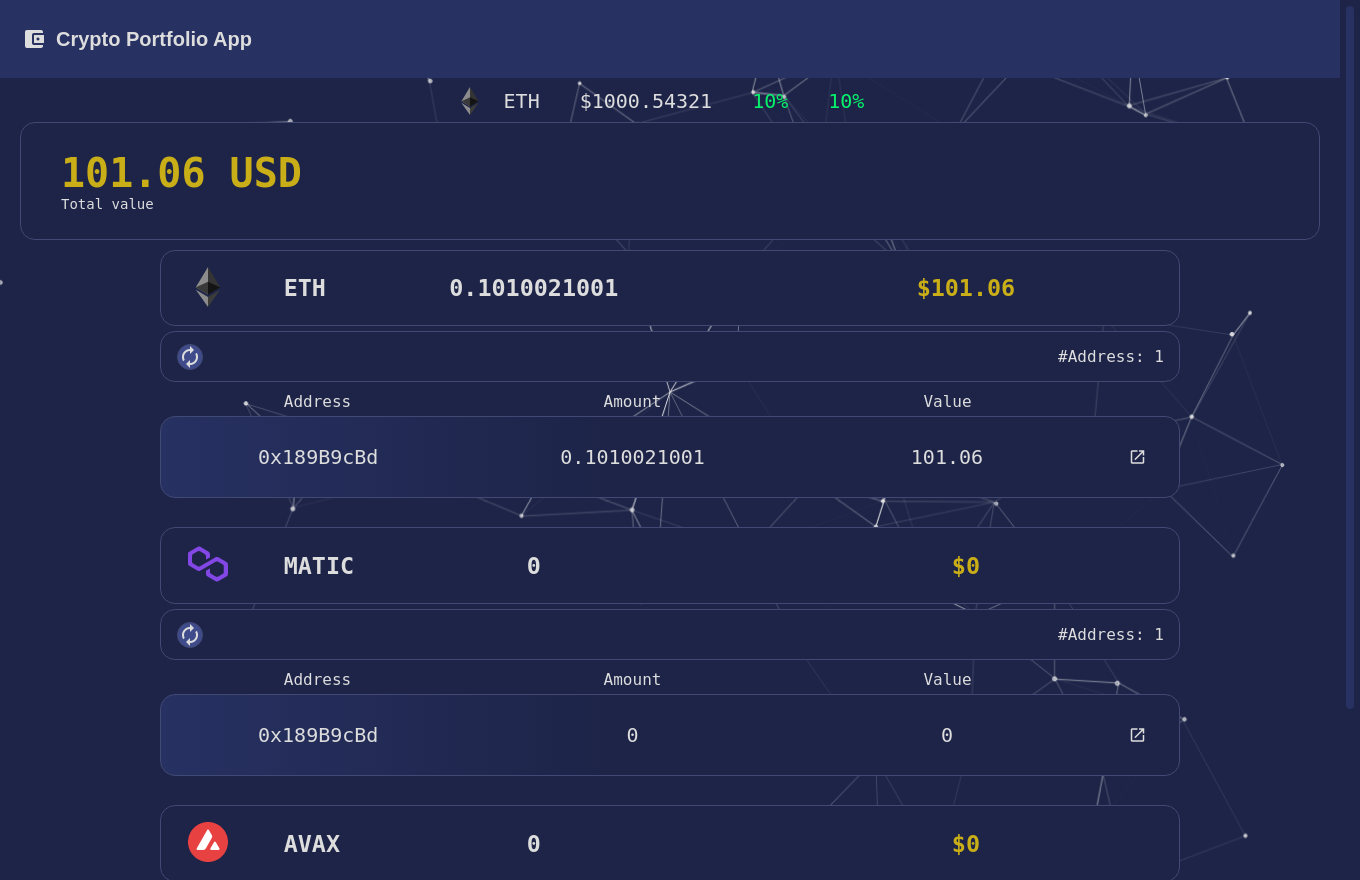 Crypto Portfolio App
ETH $1000.54321 10% 10%
101.06 USD
Total value
ETH 0.1010021001 $101.06
#Address: 1
Address Amount Value
0x189B9cBd 0.1010021001 101.06
MATIC 0 $0
#Address: 1
Address Amount Value
0x189B9cBd 0 0
AVAX 0 $0